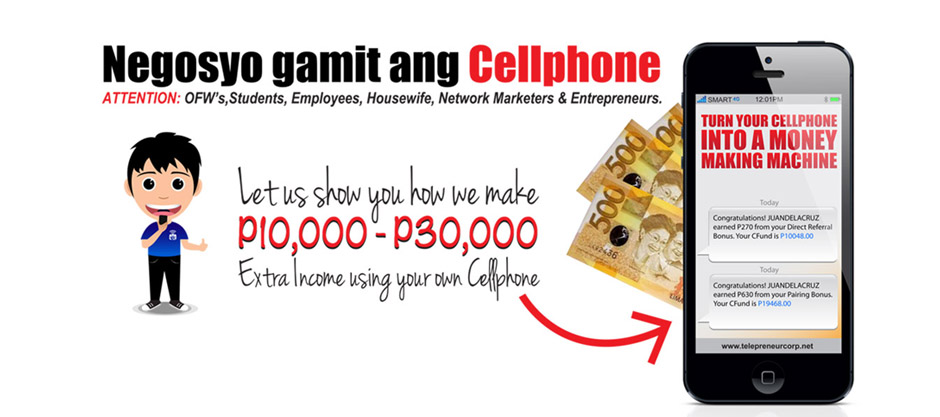 Negosyo gamit ang Cellphone
ATTENTION: OFW's,Students, Employees, Housewife, Network Marketers & Entrepreneurs.
Let us show you how we make
P10,000 - P30,000
Extra Income using your own Cellphone
500
500
500
SMART 4G 12:01PM
TURN YOUR CELLPHONE
INTO A MONEY
MAKING MACHINE
Today
Congratulations! JUANDELACRUZ
earned P270 from your Direct Referral
Bonus. Your CFund is P10048.00
Today
Congratulations! JUANDELACRUZ
earned P630 from your Pairing Bonus.
Your CFund is P19468.00
www.telepreneurcorp.net